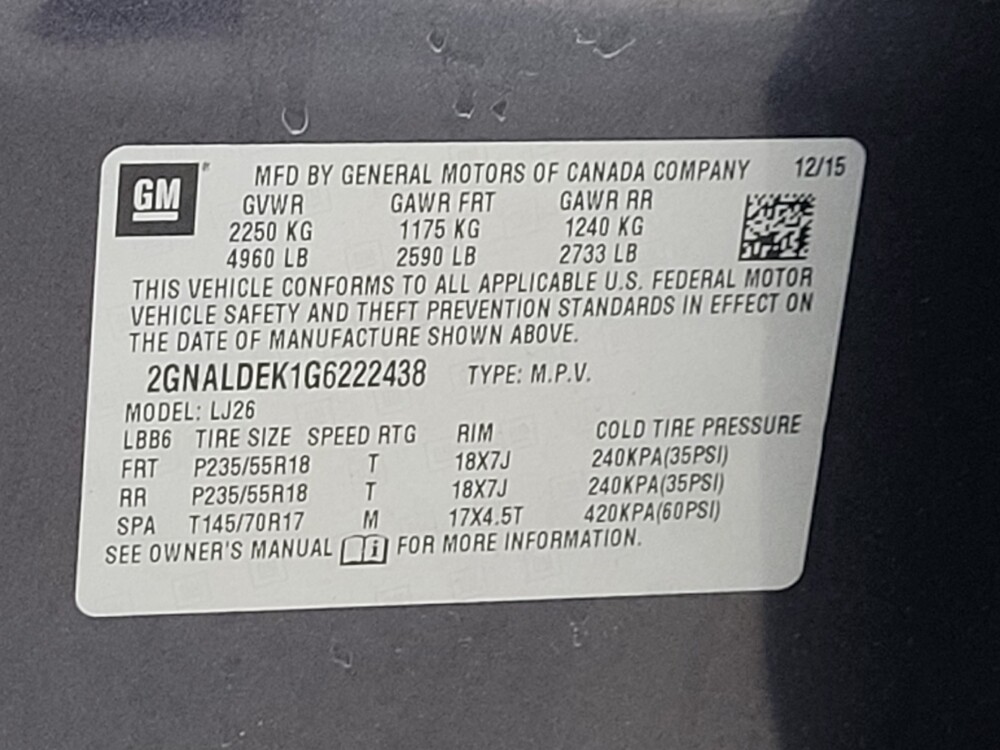 GM
MFD BY GENERAL MOTORS OF CANADA COMPANY 12/15
GVWR GAWR FRT GAWR RR
2250 KG 1175 KG 1240 KG
4960 LB 2590 LB 2733 LB
THIS VEHICLE CONFORMS TO ALL APPLICABLE U.S. FEDERAL MOTOR
VEHICLE SAFETY AND THEFT PREVENTION STANDARDS IN EFFECT ON
THE DATE OF MANUFACTURE SHOWN ABOVE.
2GNALDEK1G6222438 TYPE: M.P.V.
MODEL: LJ26
LBB6 TIRE SIZE SPEED RTG RIM COLD TIRE PRESSURE
FRT P235/55R18 T 18X7J 240KPA(35PSI)
RR P235/55R18 T 18X7J 240KPA(35PSI)
SPA T145/70R17 M 17X4.5T 420KPA(60PSI)
SEE OWNER'S MANUAL i FOR MORE INFORMATION.